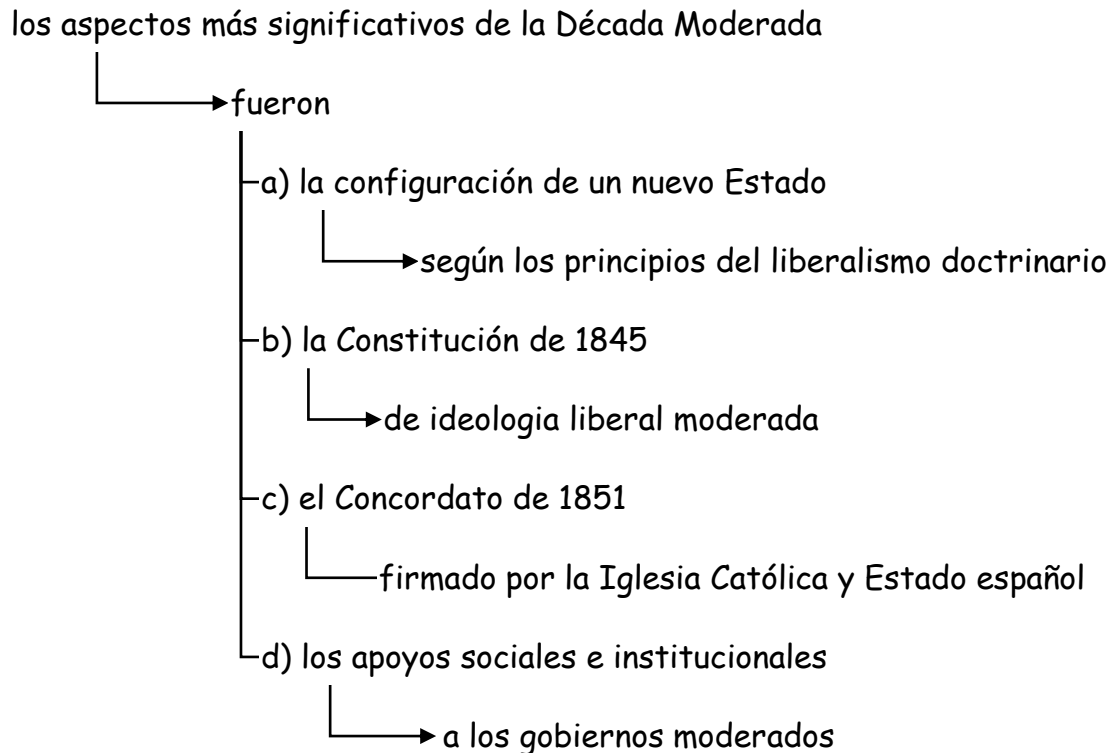 los aspectos más significativos de la Década Moderada
fueron
a) la configuración de un nuevo Estado
según los principios del liberalismo doctrinario
b) la Constitución de 1845
de ideologia liberal moderada
c) el Concordato de 1851
firmado por la Iglesia Católica y Estado español
d) los apoyos sociales e institucionales
a los gobiernos moderados